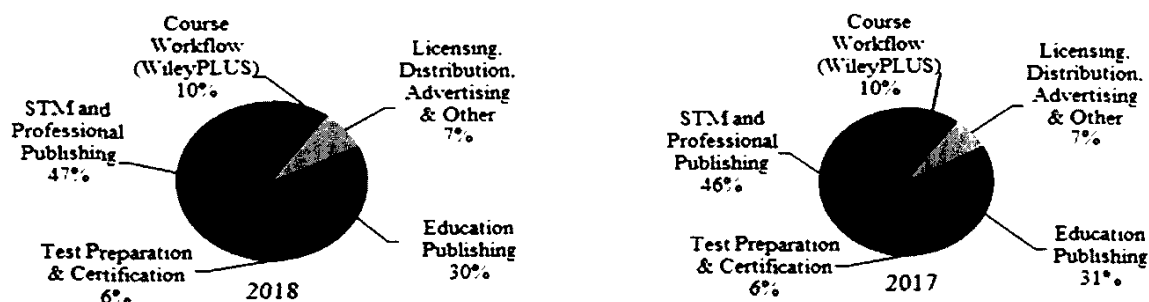 Course
Workflow
(WileyPLUS)
10%
Licensing,
Distribution,
Advertising
& Other
7%
STM and
Professional
Publishing
47%
Education
Publishing
30%
Test Preparation
& Certification
6%
2018
Course
Workflow
(WileyPLUS)
10%
Licensing,
Distribution,
Advertising
& Other
7%
STM and
Professional
Publishing
46%
Education
Publishing
31%
Test Preparation
& Certification
6%
2017